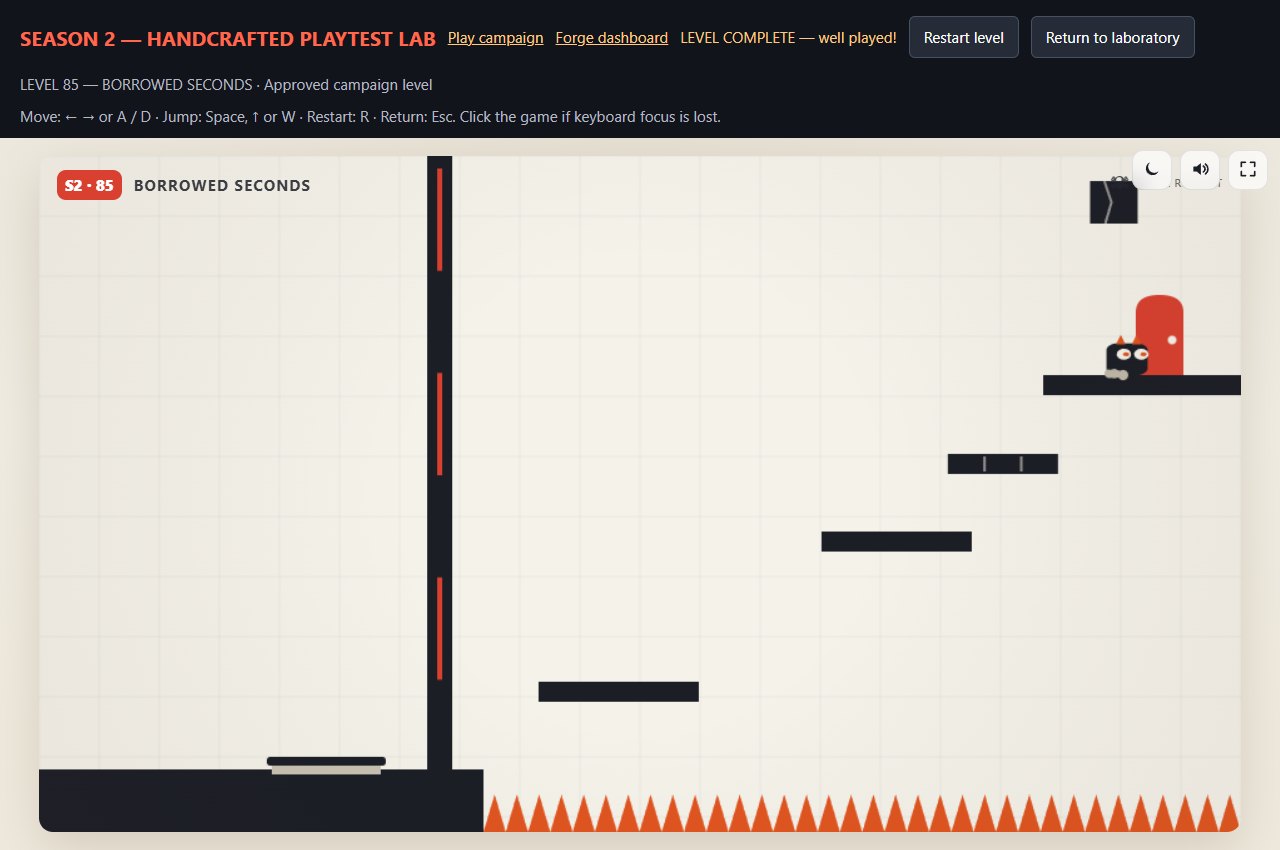 SEASON 2 — HANDCRAFTED PLAYTEST LAB Play campaign Forge dashboard LEVEL COMPLETE — well played! Restart level Return to laboratory
LEVEL 85 — BORROWED SECONDS · Approved campaign level
Move: ← → or A / D · Jump: Space, ↑ or W · Restart: R · Return: Esc. Click the game if keyboard focus is lost.
S2 · 85 BORROWED SECONDS